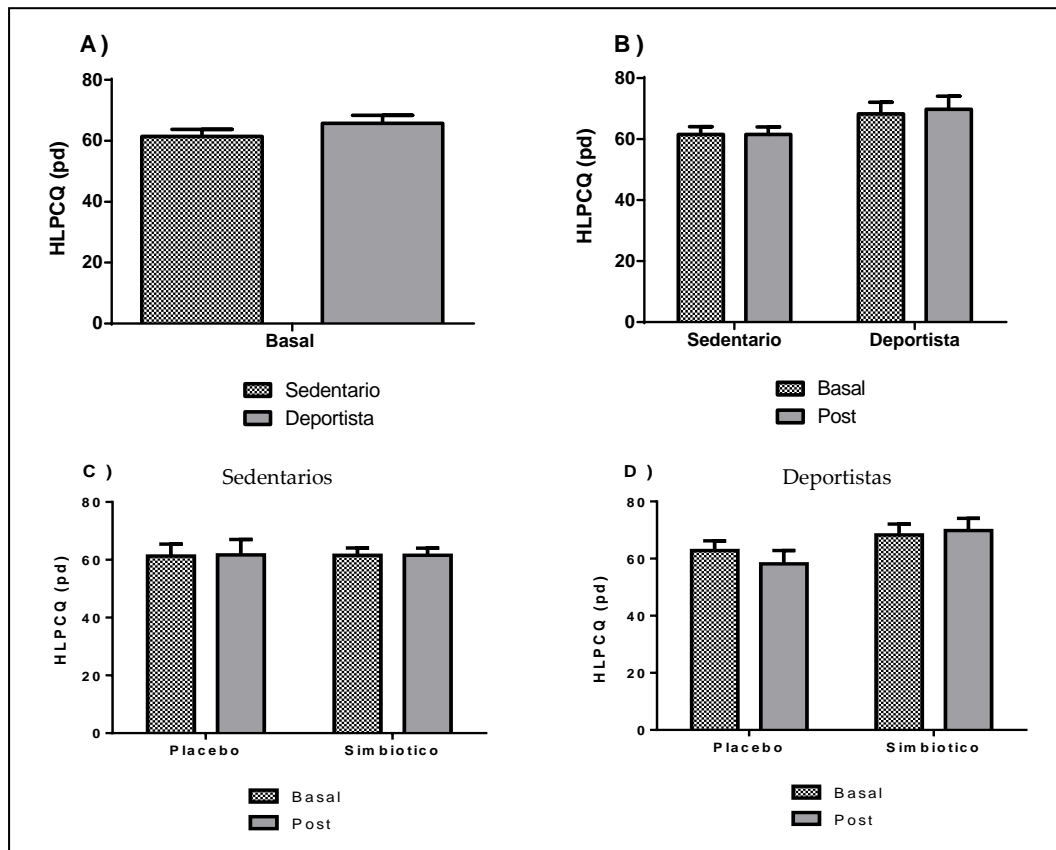 A)
HLPCQ (pd)
80
60
40
20
0
Basal
Sedentario
Deportista
B)
HLPCQ (pd)
80
60
40
20
0
Sedentario Deportista
Basal
Post
C) Sedentarios
HLPCQ (pd)
80
60
40
20
0
Placebo Simbiotico
Basal
Post
D) Deportistas
HLPCQ (pd)
80
60
40
20
0
Placebo Simbiotico
Basal
Post